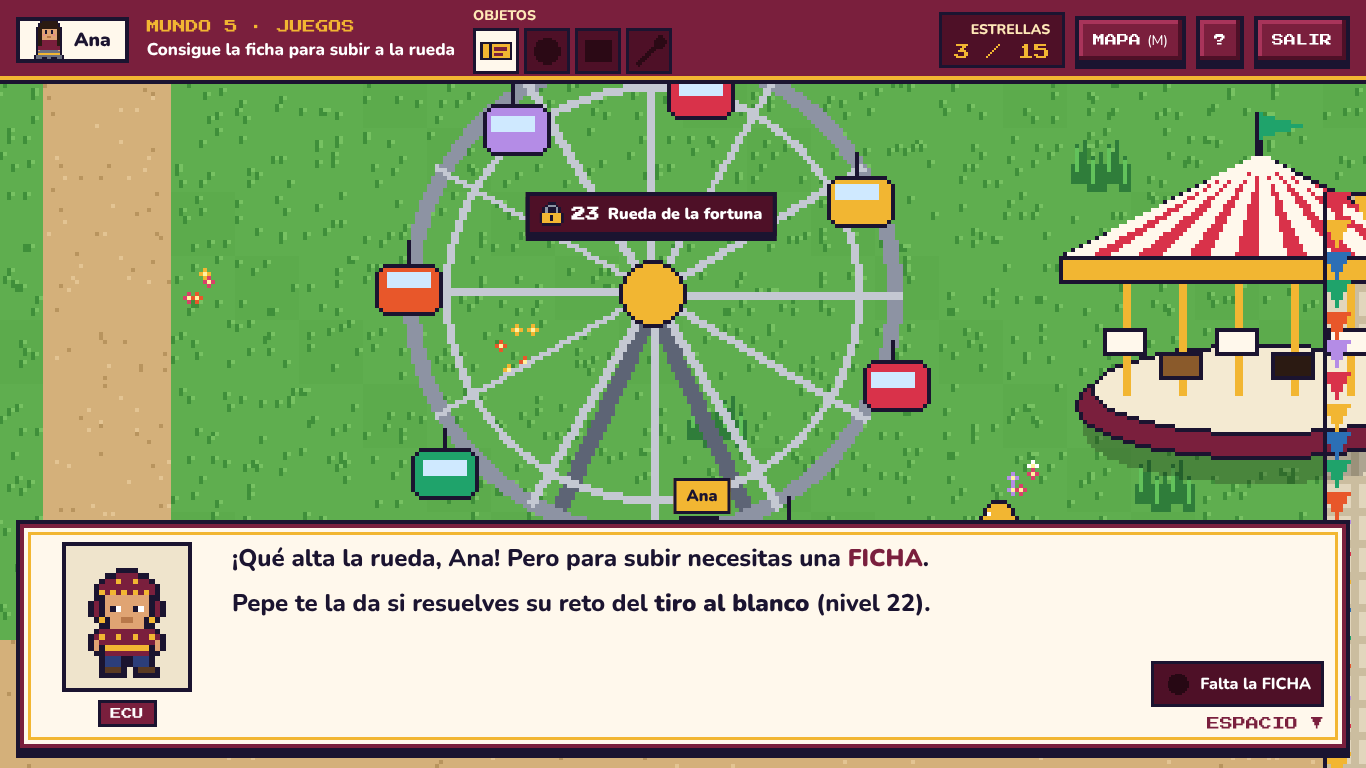 Ana
MUNDO 5 · JUEGOS
Consigue la ficha para subir a la rueda
OBJETOS
ESTRELLAS
3 / 15
MAPA (M)
?
SALIR
23 Rueda de la fortuna
Ana
¡Qué alta la rueda, Ana! Pero para subir necesitas una FICHA.
Pepe te la da si resuelves su reto del tiro al blanco (nivel 22).
ECU
Falta la FICHA
ESPACIO ▼